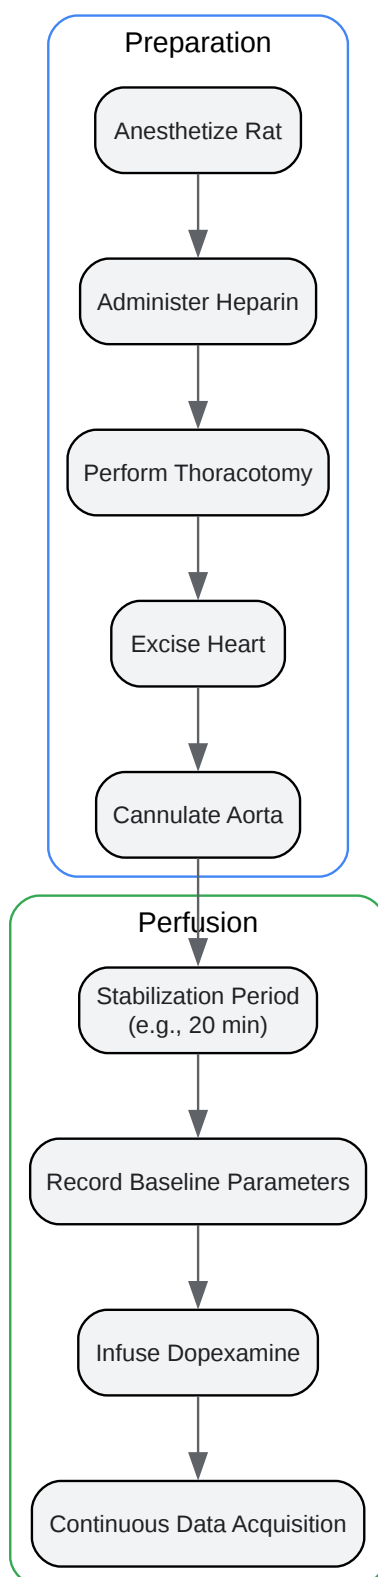 Preparation
Anesthetize Rat
Administer Heparin
Perform Thoracotomy
Excise Heart
Cannulate Aorta
Perfusion
Stabilization Period
(e.g., 20 min)
Record Baseline Parameters
Infuse Dopexamine
Continuous Data Acquisition